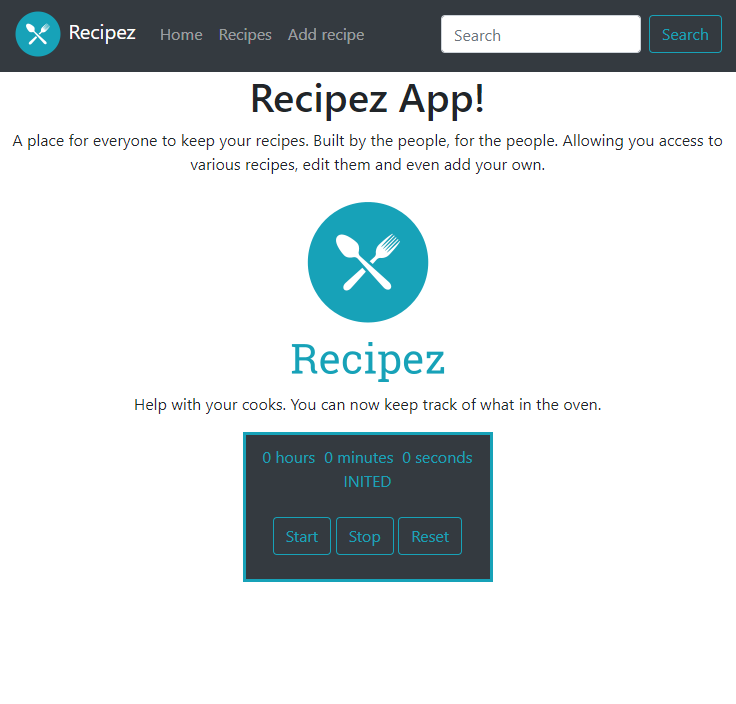 Recipez Home Recipes Add recipe Search Search
Recipez App!
A place for everyone to keep your recipes. Built by the people, for the people. Allowing you access to
various recipes, edit them and even add your own.
Recipez
Help with your cooks. You can now keep track of what in the oven.
0 hours 0 minutes 0 seconds
INITED
Start Stop Reset